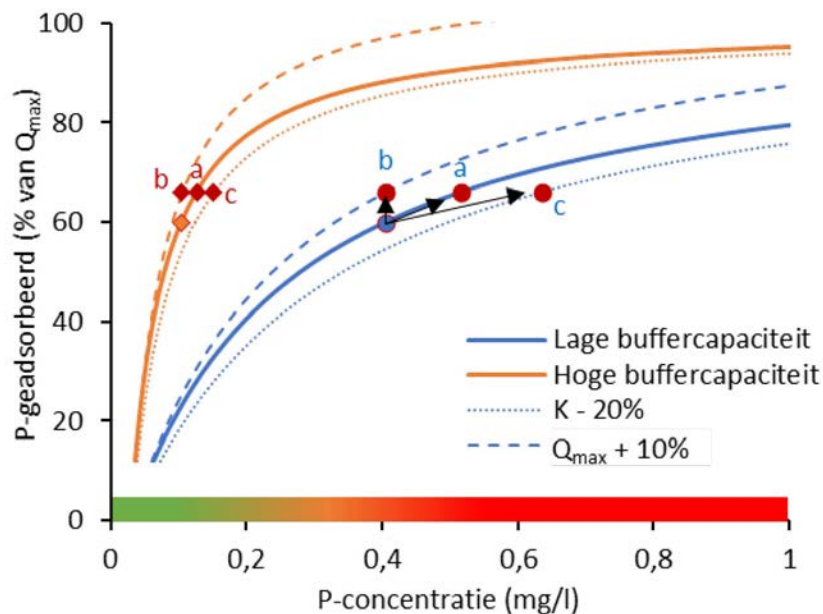 P-geadsorbeerd (% van Qmax)
100
80
60
40
20
0
b
a
c
b
a
c
Lage buffercapaciteit
Hoge buffercapaciteit
K - 20%
Qmax + 10%
0
0,2
0,4
0,6
0,8
1
P-concentratie (mg/l)